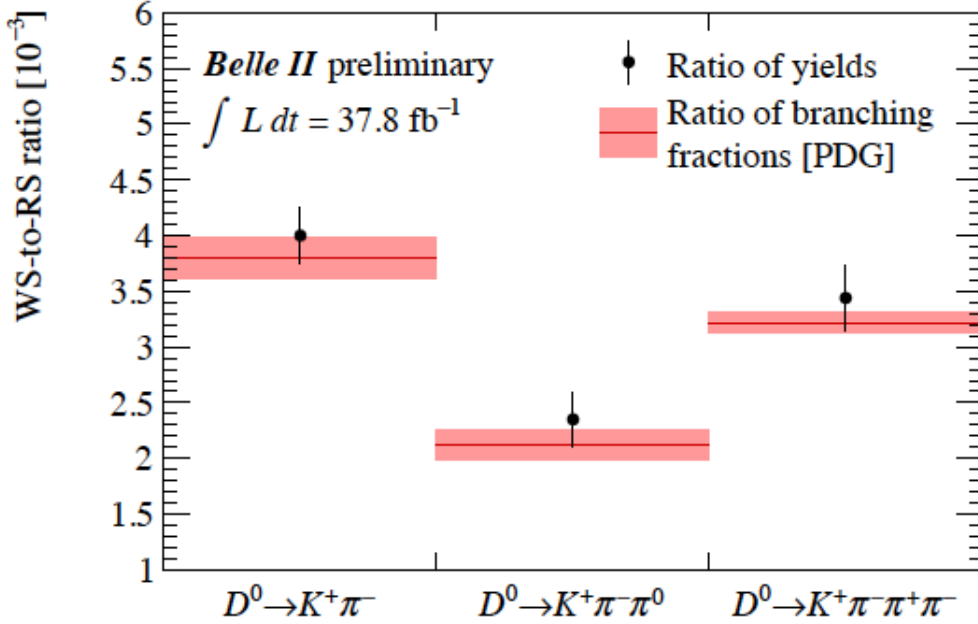 WS-to-RS ratio [10⁻³]
6
5.5
5
4.5
4
3.5
3
2.5
2
1.5
1
Belle II preliminary
∫ L dt = 37.8 fb⁻¹
Ratio of yields
Ratio of branching
fractions [PDG]
D⁰→K⁺π⁻
D⁰→K⁺π⁻π⁰
D⁰→K⁺π⁻π⁺π⁻